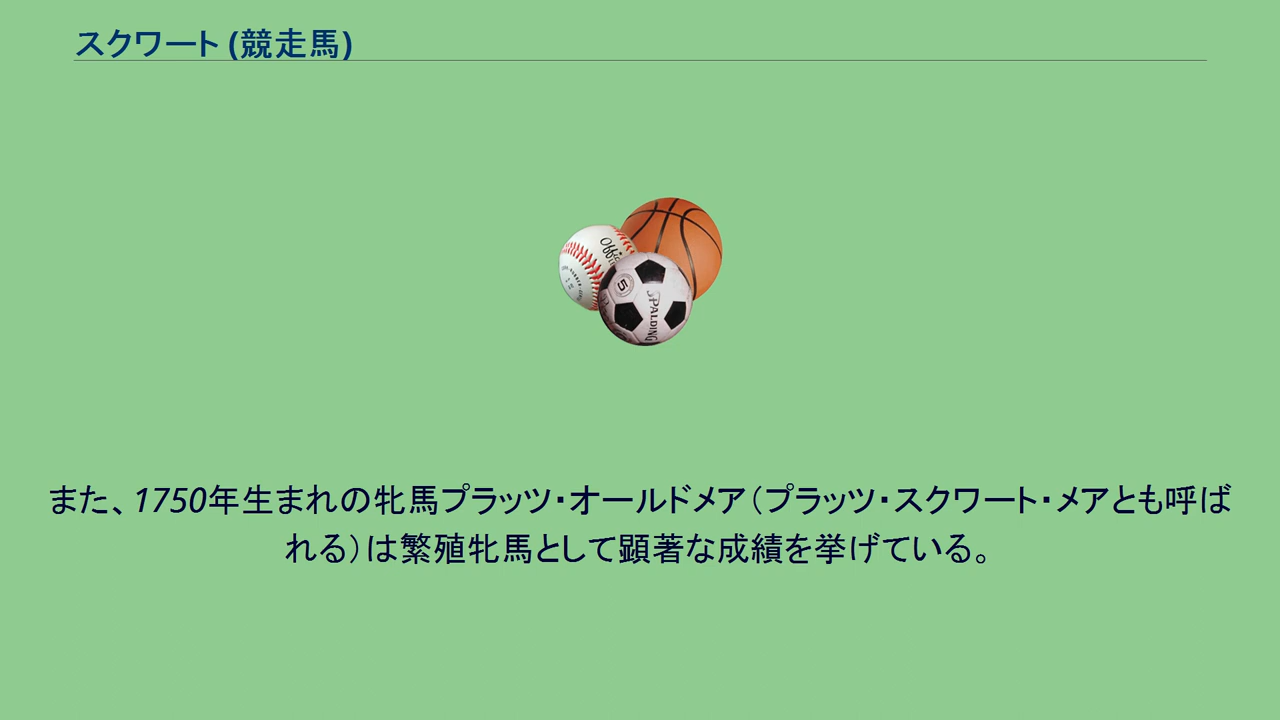 スクワート (競走馬)
SPALDING
5
また、1750年生まれの牝馬プラッツ・オールドメア（プラッツ・スクワート・メアとも呼ば
れる）は繁殖牝馬として顕著な成績を挙げている。